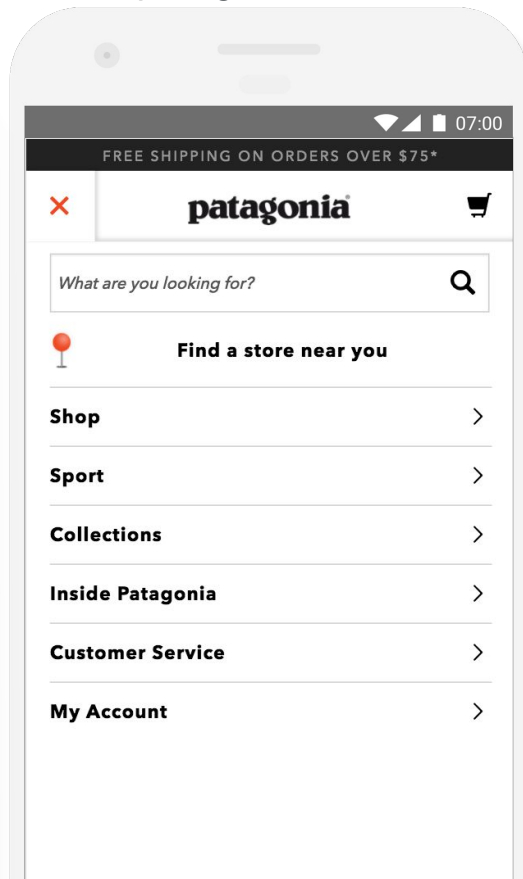 07:00
FREE SHIPPING ON ORDERS OVER $75*
patagonia
What are you looking for?
Find a store near you
Shop
Sport
Collections
Inside Patagonia
Customer Service
My Account